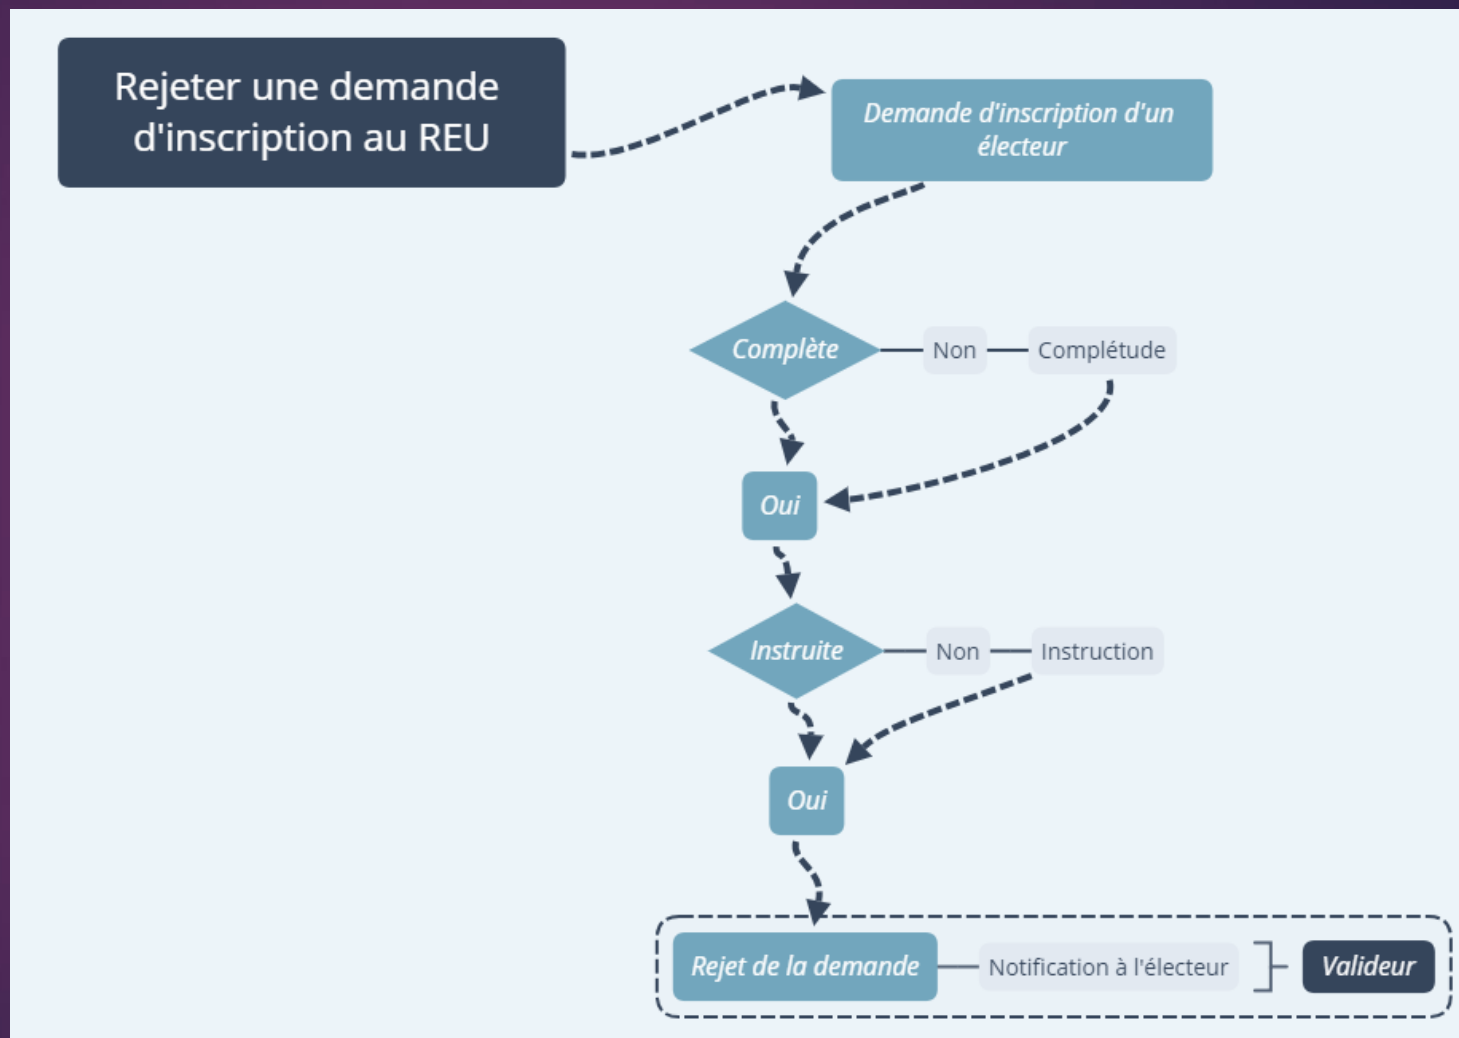 Rejeter une demande
d'inscription au REU
Demande d'inscription d'un
électeur
Complète
Non
Complétude
Oui
Instruite
Non
Instruction
Oui
Rejet de la demande
Notification à l'électeur
Valideur